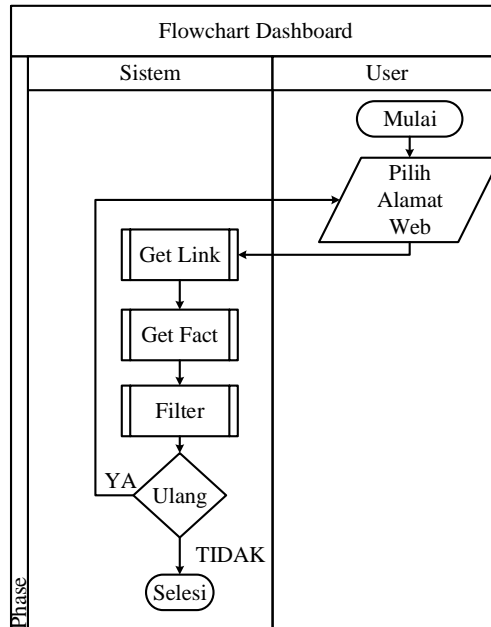 Flowchart Dashboard
Sistem
User
Mulai
Pilih
Alamat
Web
Get Link
Get Fact
Filter
YA
Ulang
TIDAK
Selesi
Phase